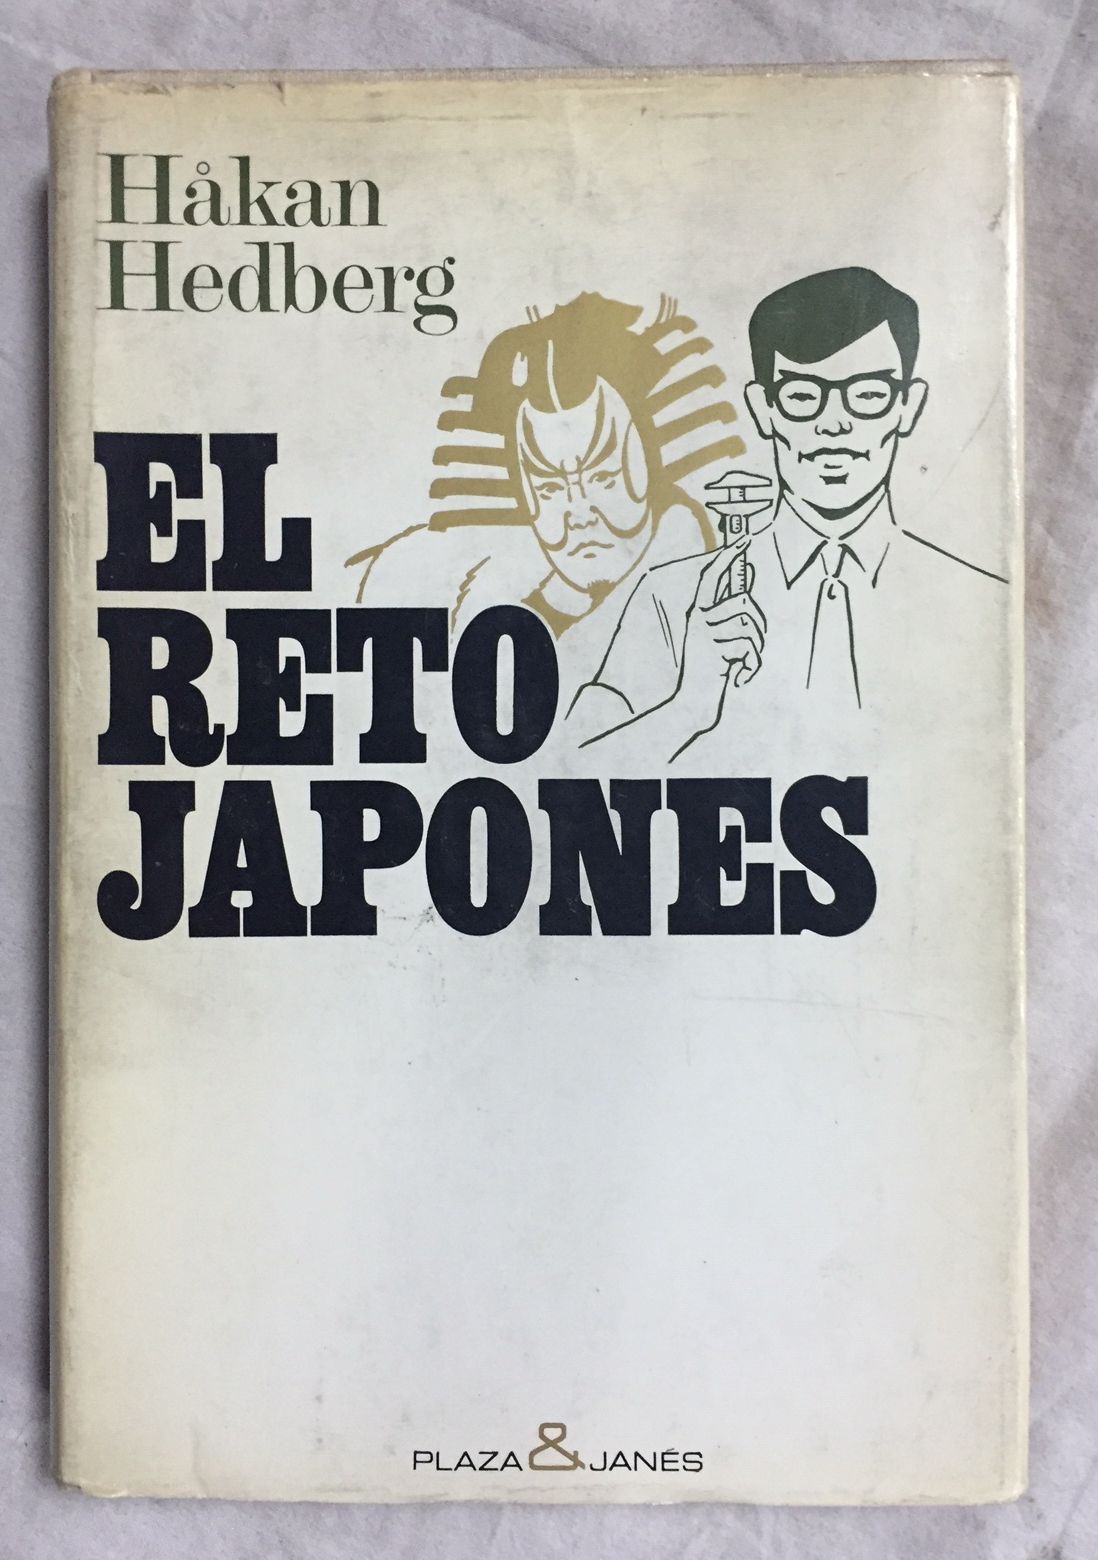 Håkan
Hedberg
EL
RETO
JAPONES
PLAZA & JANÉS